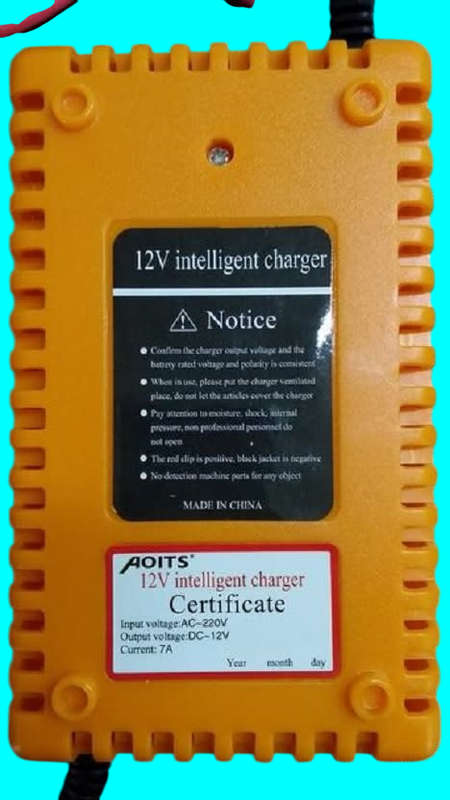 12V intelligent charger
⚠ Notice
● Confirm the charger output voltage and the
battery rated voltage and polarity is consistent
● When in use, please put the charger ventilated
place, do not let the articles cover the charger
● Pay attention to moisture, shock, internal
pressure, non professional personnel do
not open
● The red clip is positive, black jacket is negative
● No detection machine parts for any object
MADE IN CHINA
AOITS®
12V intelligent charger
Certificate
Input voltage:AC~220V
Output voltage:DC-12V
Current: 7A
Year month day